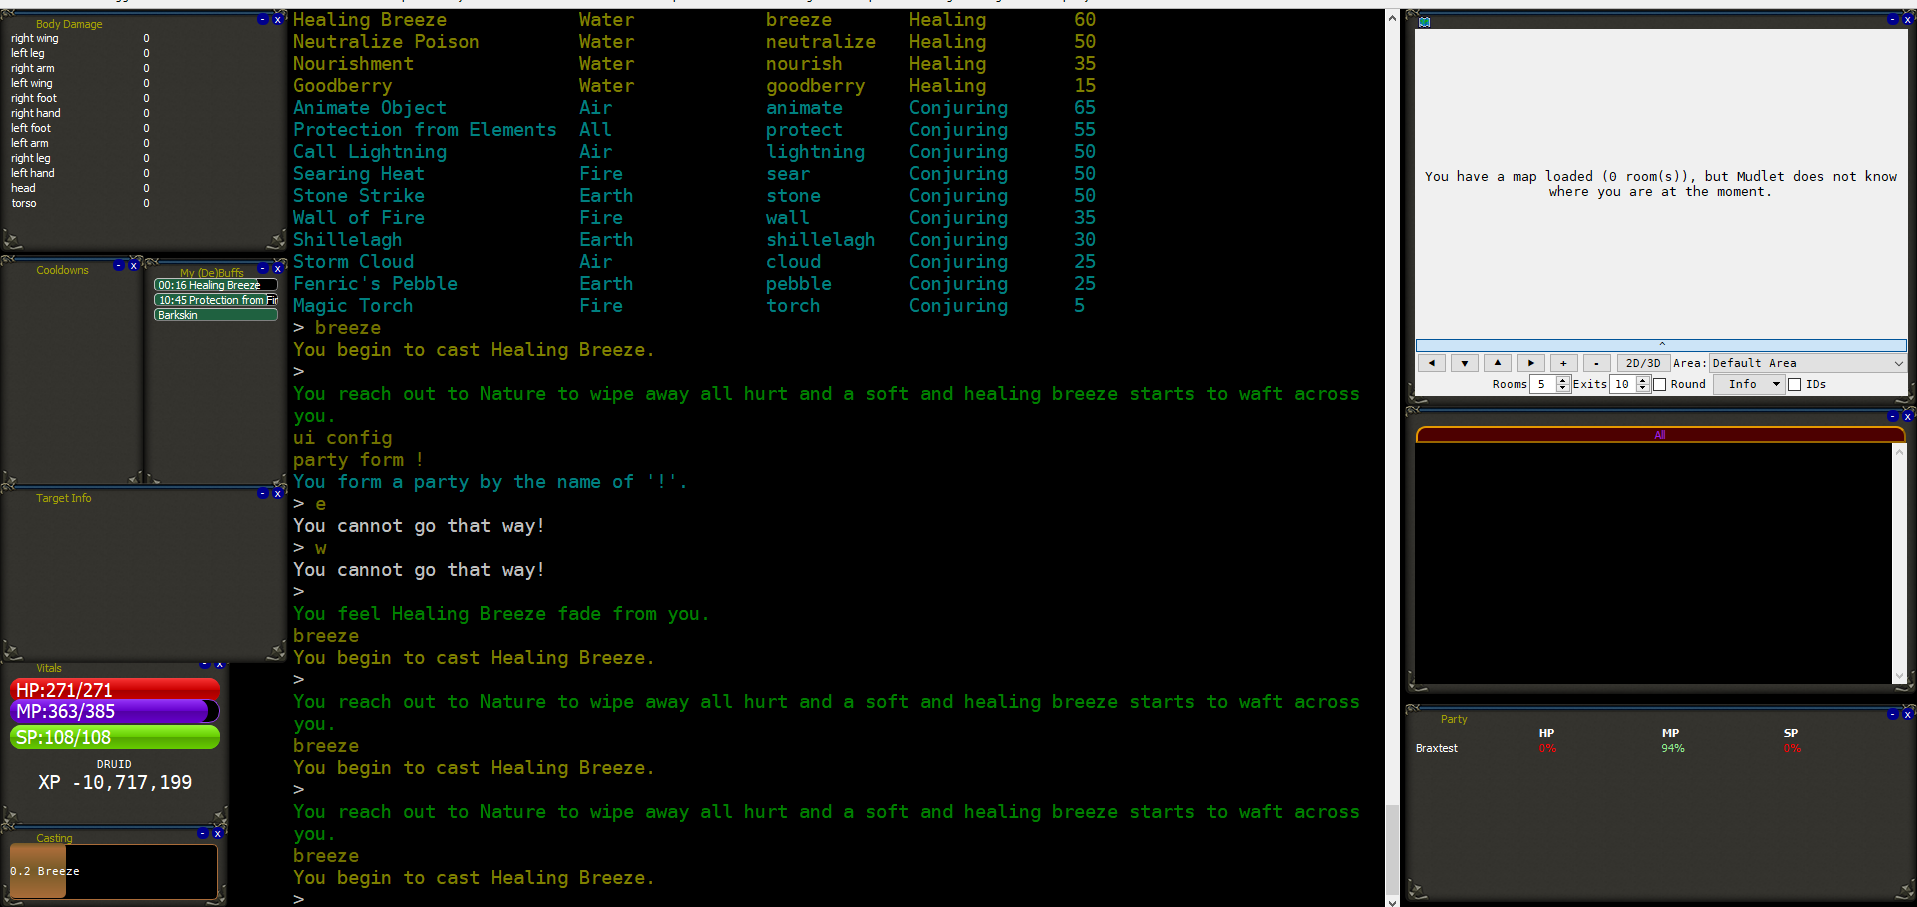 Body Damage
right wing 0
left leg 0
right arm 0
left wing 0
right foot 0
right hand 0
left foot 0
left arm 0
right leg 0
left hand 0
head 0
torso 0
Cooldowns
My (De)Buffs
00:16 Healing Breeze
10:45 Protection from Fir
Barkskin
Target Info
Vitals
HP:271/271
MP:363/385
SP:108/108
DRUID
XP -10,717,199
Casting
0.2 Breeze
Healing Breeze Water breeze Healing 60
Neutralize Poison Water neutralize Healing 50
Nourishment Water nourish Healing 35
Goodberry Water goodberry Healing 15
Animate Object Air animate Conjuring 65
Protection from Elements All protect Conjuring 55
Call Lightning Air lightning Conjuring 50
Searing Heat Fire sear Conjuring 50
Stone Strike Earth stone Conjuring 50
Wall of Fire Fire wall Conjuring 35
Shillelagh Earth shillelagh Conjuring 30
Storm Cloud Air cloud Conjuring 25
Fenric's Pebble Earth pebble Conjuring 25
Magic Torch Fire torch Conjuring 5
> breeze
You begin to cast Healing Breeze.
>
You reach out to Nature to wipe away all hurt and a soft and healing breeze starts to waft across
you.
ui config
party form !
You form a party by the name of '!'.
> e
You cannot go that way!
> w
You cannot go that way!
>
You feel Healing Breeze fade from you.
breeze
You begin to cast Healing Breeze.
>
You reach out to Nature to wipe away all hurt and a soft and healing breeze starts to waft across
you.
breeze
You begin to cast Healing Breeze.
>
You reach out to Nature to wipe away all hurt and a soft and healing breeze starts to waft across
you.
breeze
You begin to cast Healing Breeze.
>
You have a map loaded (0 room(s)), but Mudlet does not know
where you are at the moment.
^
+ - 2D/3D Area: Default Area
Rooms 5 Exits 10 Round Info IDs
All
Party
HP MP SP
Braxtest 0% 94% 0%